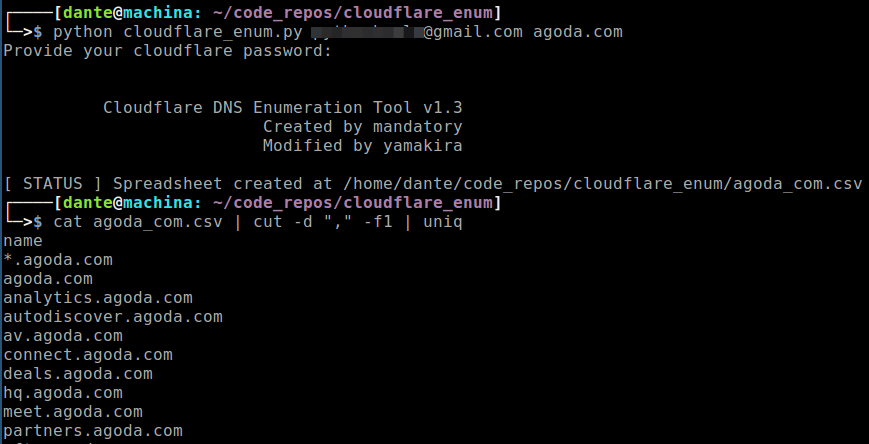 ┌────[dante@machina: ~/code_repos/cloudflare_enum]
└─>$ python cloudflare_enum.py @gmail.com agoda.com
Provide your cloudflare password:
Cloudflare DNS Enumeration Tool v1.3
Created by mandatory
Modified by yamakira
[ STATUS ] Spreadsheet created at /home/dante/code_repos/cloudflare_enum/agoda_com.csv
┌────[dante@machina: ~/code_repos/cloudflare_enum]
└─>$ cat agoda_com.csv | cut -d "," -f1 | uniq
name
*.agoda.com
agoda.com
analytics.agoda.com
autodiscover.agoda.com
av.agoda.com
connect.agoda.com
deals.agoda.com
hq.agoda.com
meet.agoda.com
partners.agoda.com